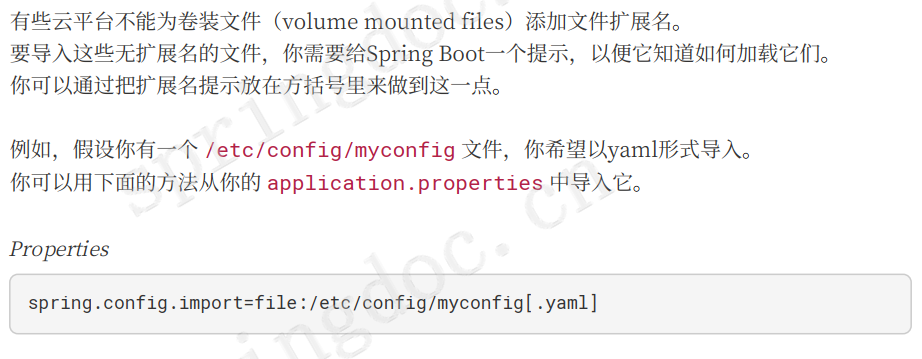 有些云平台不能为卷装文件（volume mounted files）添加文件扩展名。
要导入这些无扩展名的文件，你需要给Spring Boot一个提示，以便它知道如何加载它们。
你可以通过把扩展名提示放在方括号里来做到这一点。
例如，假设你有一个 /etc/config/myconfig 文件，你希望以yaml形式导入。
你可以用下面的方法从你的 application.properties 中导入它。
Properties
spring.config.import=file:/etc/config/myconfig[.yaml]
springdoc.cn
springdoc.cn